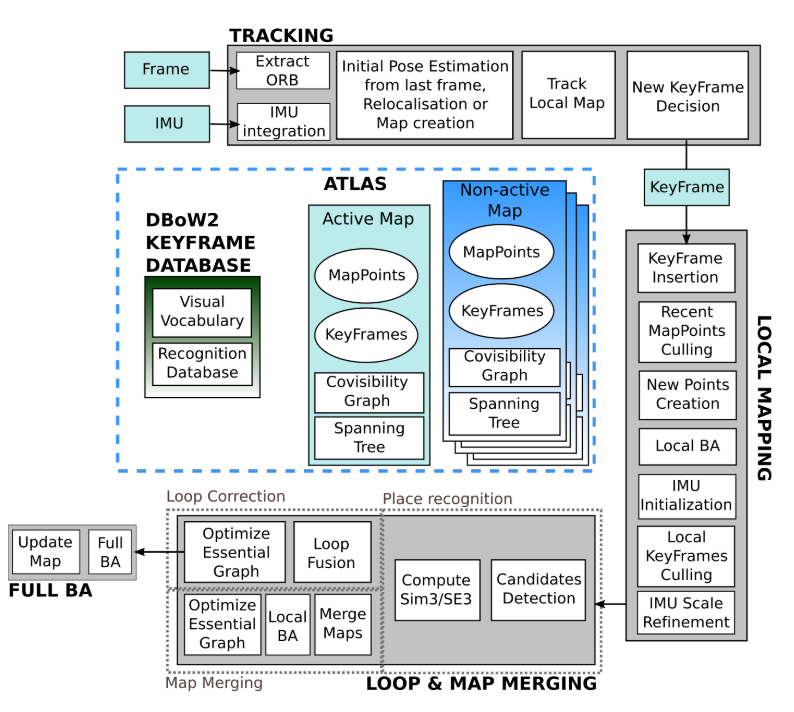 TRACKING
Frame
IMU
Extract
ORB
IMU
integration
Initial Pose Estimation
from last frame,
Relocalisation or
Map creation
Track
Local Map
New KeyFrame
Decision
KeyFrame
ATLAS
DBoW2
KEYFRAME
DATABASE
Visual
Vocabulary
Recognition
Database
Active Map
MapPoints
KeyFrames
Covisibility
Graph
Spanning
Tree
Non-active
Map
MapPoints
KeyFrames
Covisibility
Graph
Spanning
Tree
LOCAL MAPPING
KeyFrame
Insertion
Recent
MapPoints
Culling
New Points
Creation
Local BA
IMU
Initialization
Local
KeyFrames
Culling
IMU Scale
Refinement
Place recognition
Candidates
Detection
Compute
Sim3/SE3
Loop Correction
Optimize
Essential
Graph
Loop
Fusion
Optimize
Essential
Graph
Local
BA
Merge
Maps
Map Merging
LOOP & MAP MERGING
Update
Map
Full
BA
FULL BA